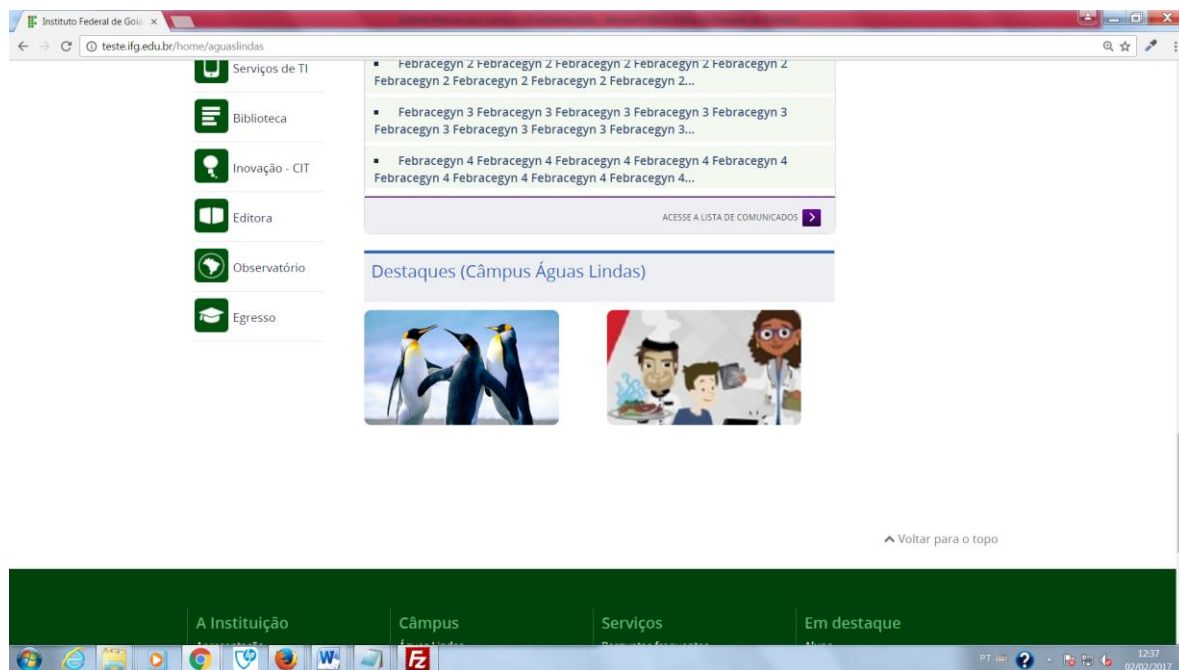 Instituto Federal de Goiá
teste.ifg.edu.br/home/aguaslindas
Serviços de TI
Biblioteca
Inovação - CIT
Editora
Observatório
Egresso
Febracegyn 2 Febracegyn 2 Febracegyn 2 Febracegyn 2 Febracegyn 2
Febracegyn 2 Febracegyn 2 Febracegyn 2 Febracegyn 2...
Febracegyn 3 Febracegyn 3 Febracegyn 3 Febracegyn 3 Febracegyn 3
Febracegyn 3 Febracegyn 3 Febracegyn 3 Febracegyn 3...
Febracegyn 4 Febracegyn 4 Febracegyn 4 Febracegyn 4 Febracegyn 4
Febracegyn 4 Febracegyn 4 Febracegyn 4 Febracegyn 4...
ACESSE A LISTA DE COMUNICADOS
Destaques (Câmpus Águas Lindas)
Voltar para o topo
A Instituição
Câmpus
Serviços
Em destaque
PT
12:37
02/02/2017